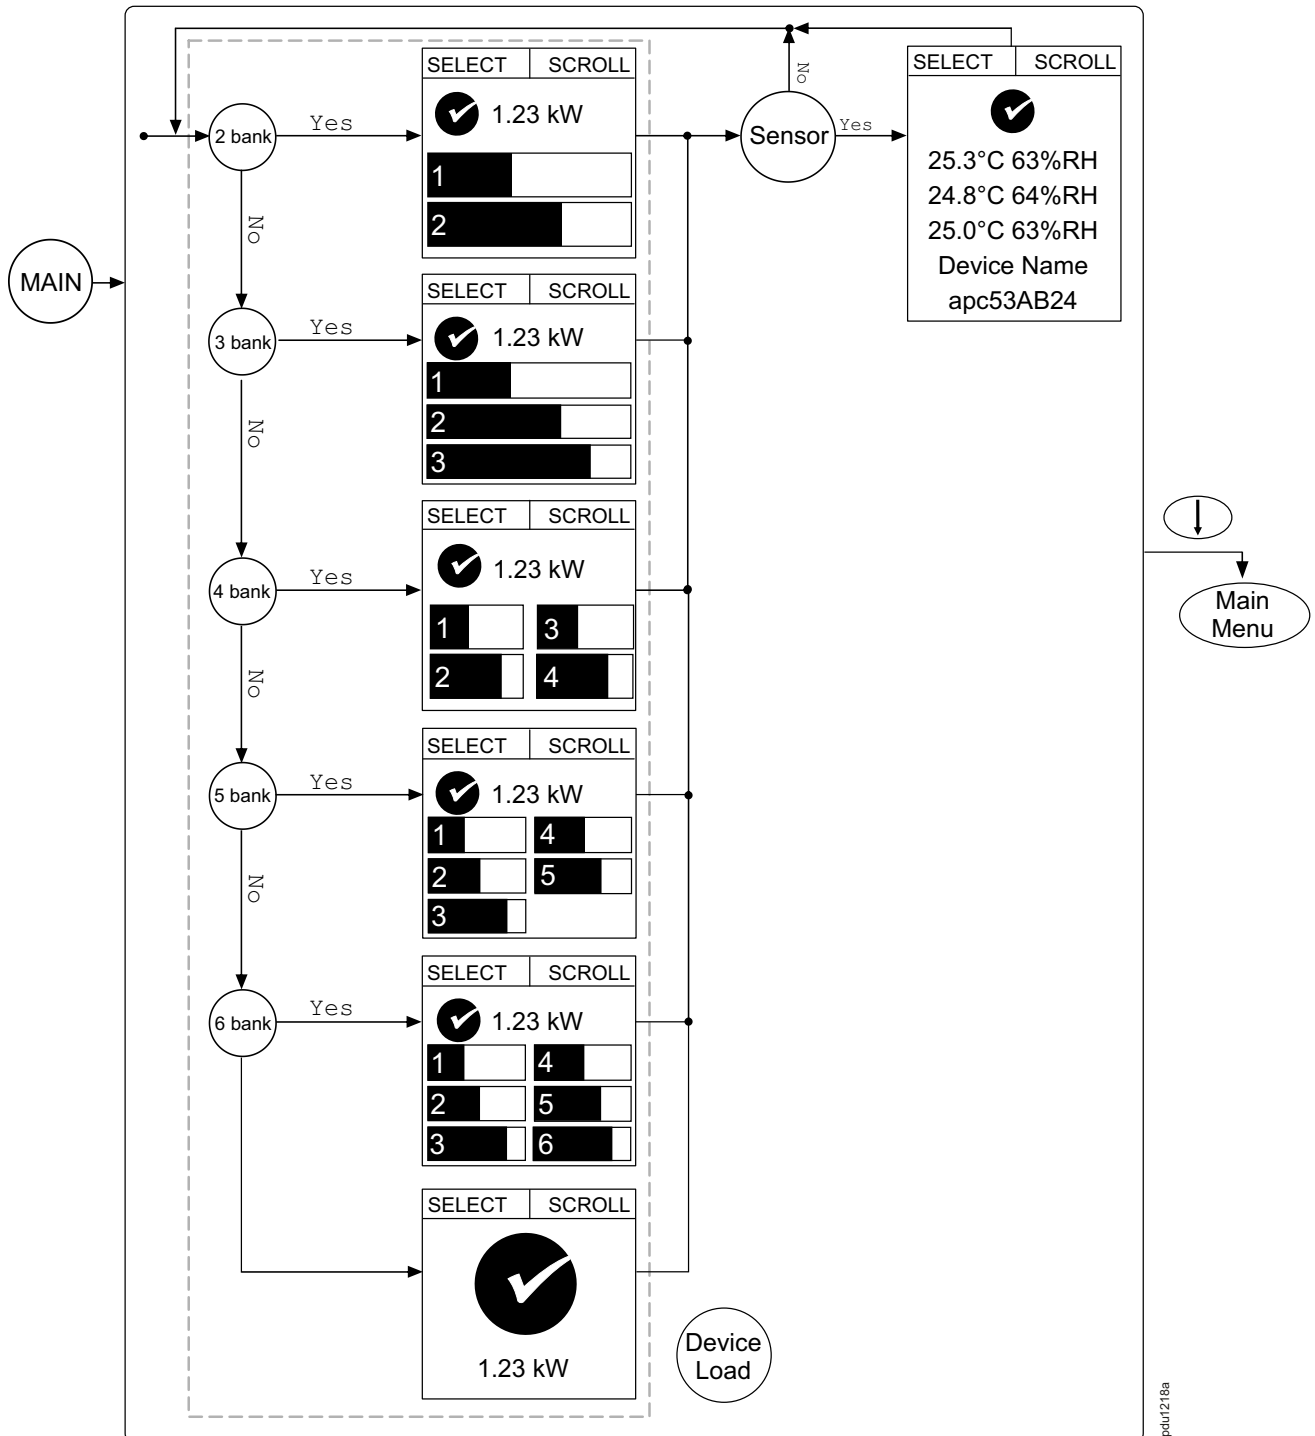 SELECT SCROLL
1.23 kW
1
2
2 bank
Yes
No
Sensor
No
Yes
SELECT SCROLL
25.3°C 63%RH
24.8°C 64%RH
25.0°C 63%RH
Device Name
apc53AB24
MAIN
SELECT SCROLL
3 bank
Yes
1.23 kW
1
2
3
No
SELECT SCROLL
4 bank
Yes
1.23 kW
1 3
2 4
No
Main
Menu
SELECT SCROLL
5 bank
Yes
1.23 kW
1 4
2 5
3
No
SELECT SCROLL
6 bank
Yes
1.23 kW
1 4
2 5
3 6
SELECT SCROLL
1.23 kW
Device
Load
pdu1218a